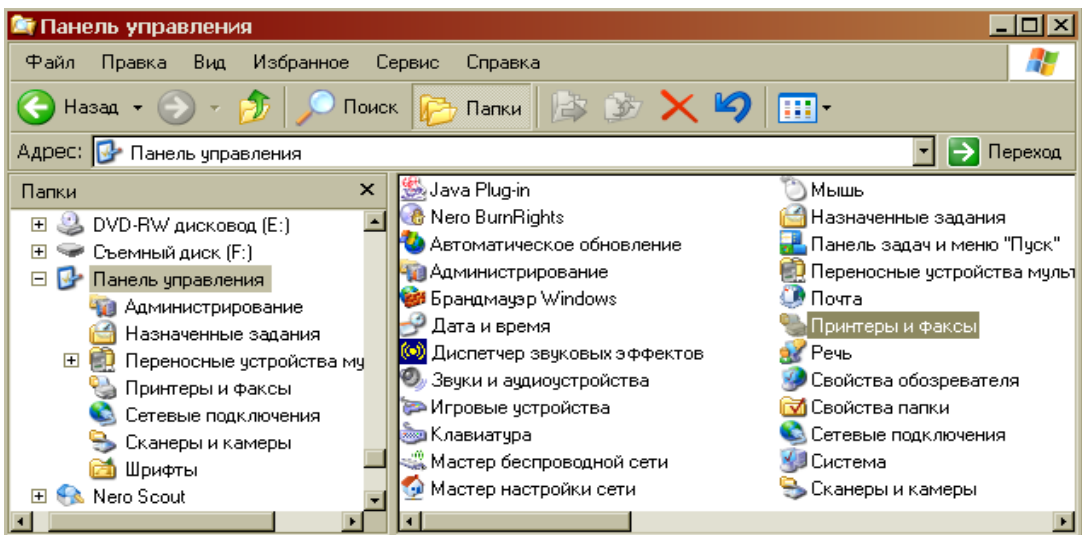 Панель управления
Файл Правка Вид Избранное Сервис Справка
Назад Поиск Папки
Адрес: Панель управления Переход
Папки
DVD-RW дисковод (E:)
Съемный диск (F:)
Панель управления
Администрирование
Назначенные задания
Переносные устройства му
Принтеры и факсы
Сетевые подключения
Сканеры и камеры
Шрифты
Nero Scout
Java Plug-in
Nero BurnRights
Автоматическое обновление
Администрирование
Брандмауэр Windows
Дата и время
Диспетчер звуковых эффектов
Звуки и аудиоустройства
Игровые устройства
Клавиатура
Мастер беспроводной сети
Мастер настройки сети
Мышь
Назначенные задания
Панель задач и меню "Пуск"
Переносные устройства мульт
Почта
Принтеры и факсы
Речь
Свойства обозревателя
Свойства папки
Сетевые подключения
Система
Сканеры и камеры